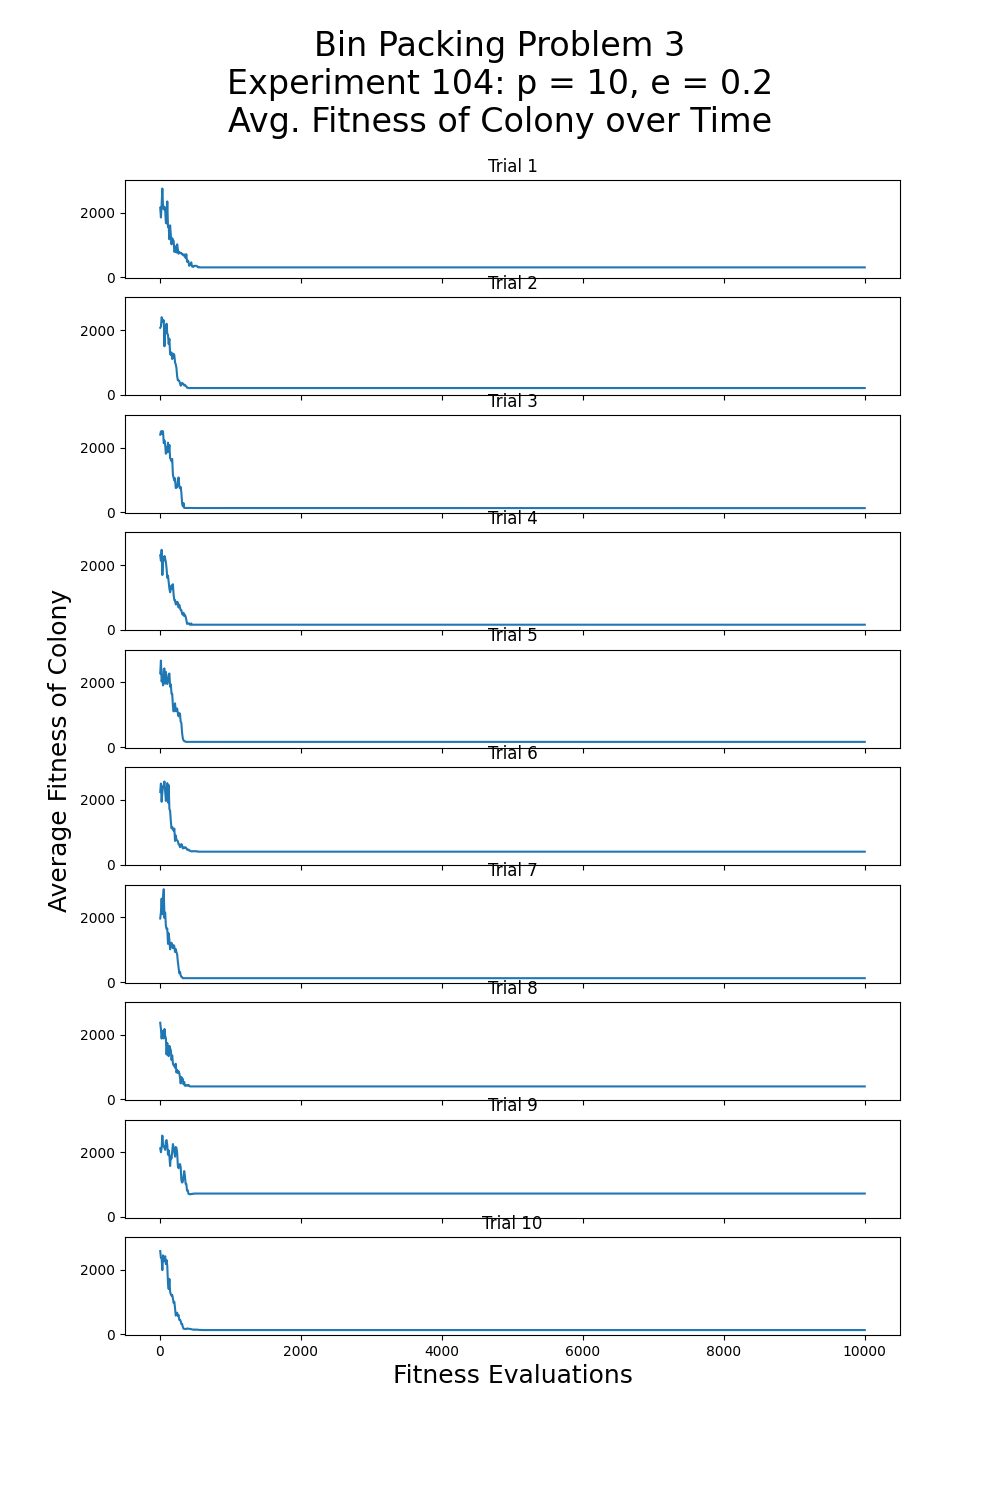 Bin Packing Problem 3
Experiment 104: p = 10, e = 0.2
Avg. Fitness of Colony over Time
Trial 1
2000
0
Trial 2
2000
0
Trial 3
2000
0
Trial 4
2000
0
Trial 5
2000
0
Trial 6
2000
0
Trial 7
2000
0
Trial 8
2000
0
Trial 9
2000
0
Trial 10
2000
0
0 2000 4000 6000 8000 10000
Fitness Evaluations
Average Fitness of Colony